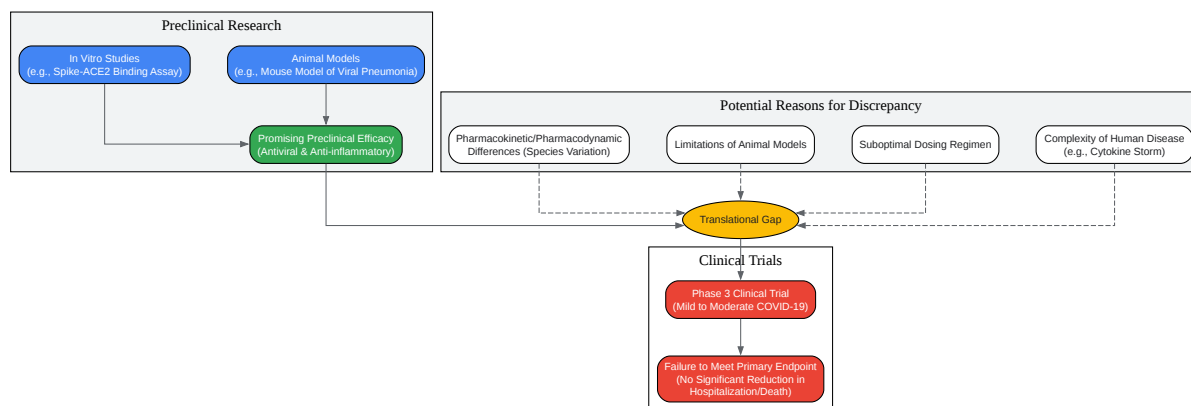 Preclinical Research
In Vitro Studies
(e.g., Spike-ACE2 Binding Assay)
Animal Models
(e.g., Mouse Model of Viral Pneumonia)
Promising Preclinical Efficacy
(Antiviral & Anti-inflammatory)
Potential Reasons for Discrepancy
Pharmacokinetic/Pharmacodynamic
Differences (Species Variation)
Limitations of Animal Models
Suboptimal Dosing Regimen
Complexity of Human Disease
(e.g., Cytokine Storm)
Translational Gap
Clinical Trials
Phase 3 Clinical Trial
(Mild to Moderate COVID-19)
Failure to Meet Primary Endpoint
(No Significant Reduction in
Hospitalization/Death)